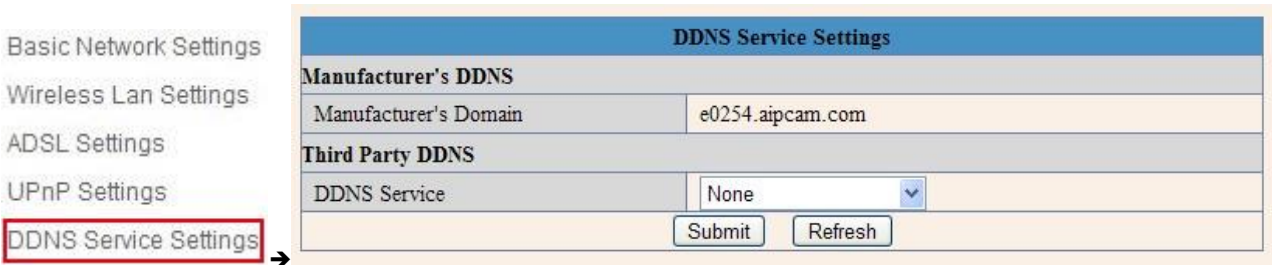 Basic Network Settings
Wireless Lan Settings
ADSL Settings
UPnP Settings
DDNS Service Settings ➔
DDNS Service Settings
Manufacturer's DDNS
Manufacturer's Domain e0254.aipcam.com
Third Party DDNS
DDNS Service None
Submit Refresh